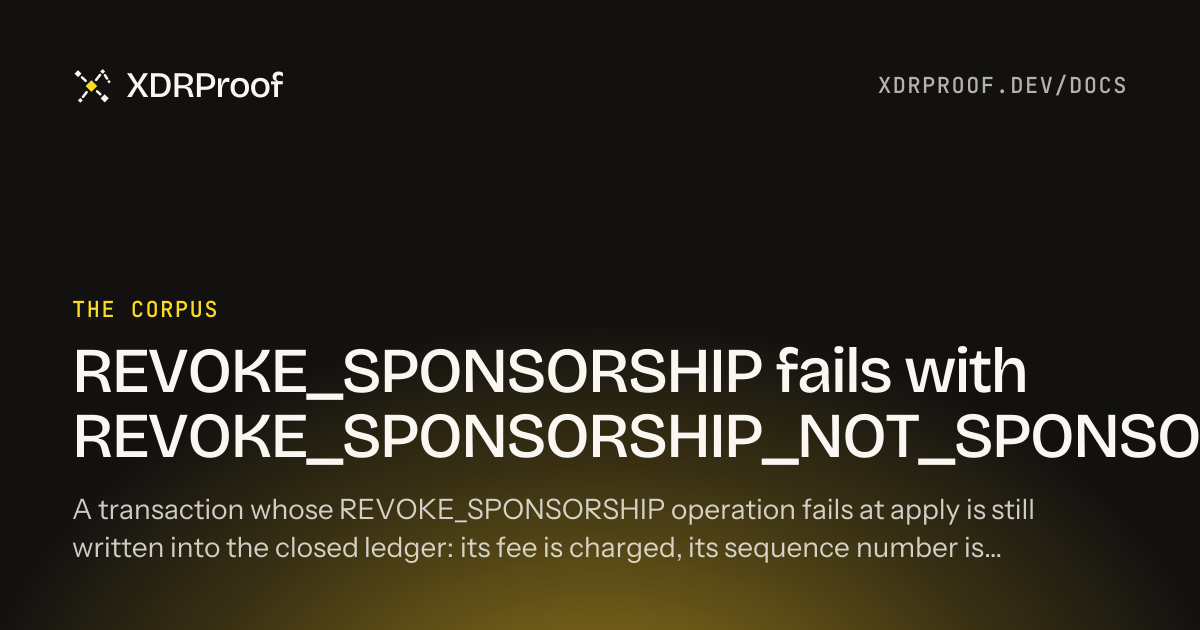 XDRProof
XDRPROOF.DEV/DOCS
THE CORPUS
REVOKE_SPONSORSHIP fails with
REVOKE_SPONSORSHIP_NOT_SPONSO
A transaction whose REVOKE_SPONSORSHIP operation fails at apply is still
written into the closed ledger: its fee is charged, its sequence number is…